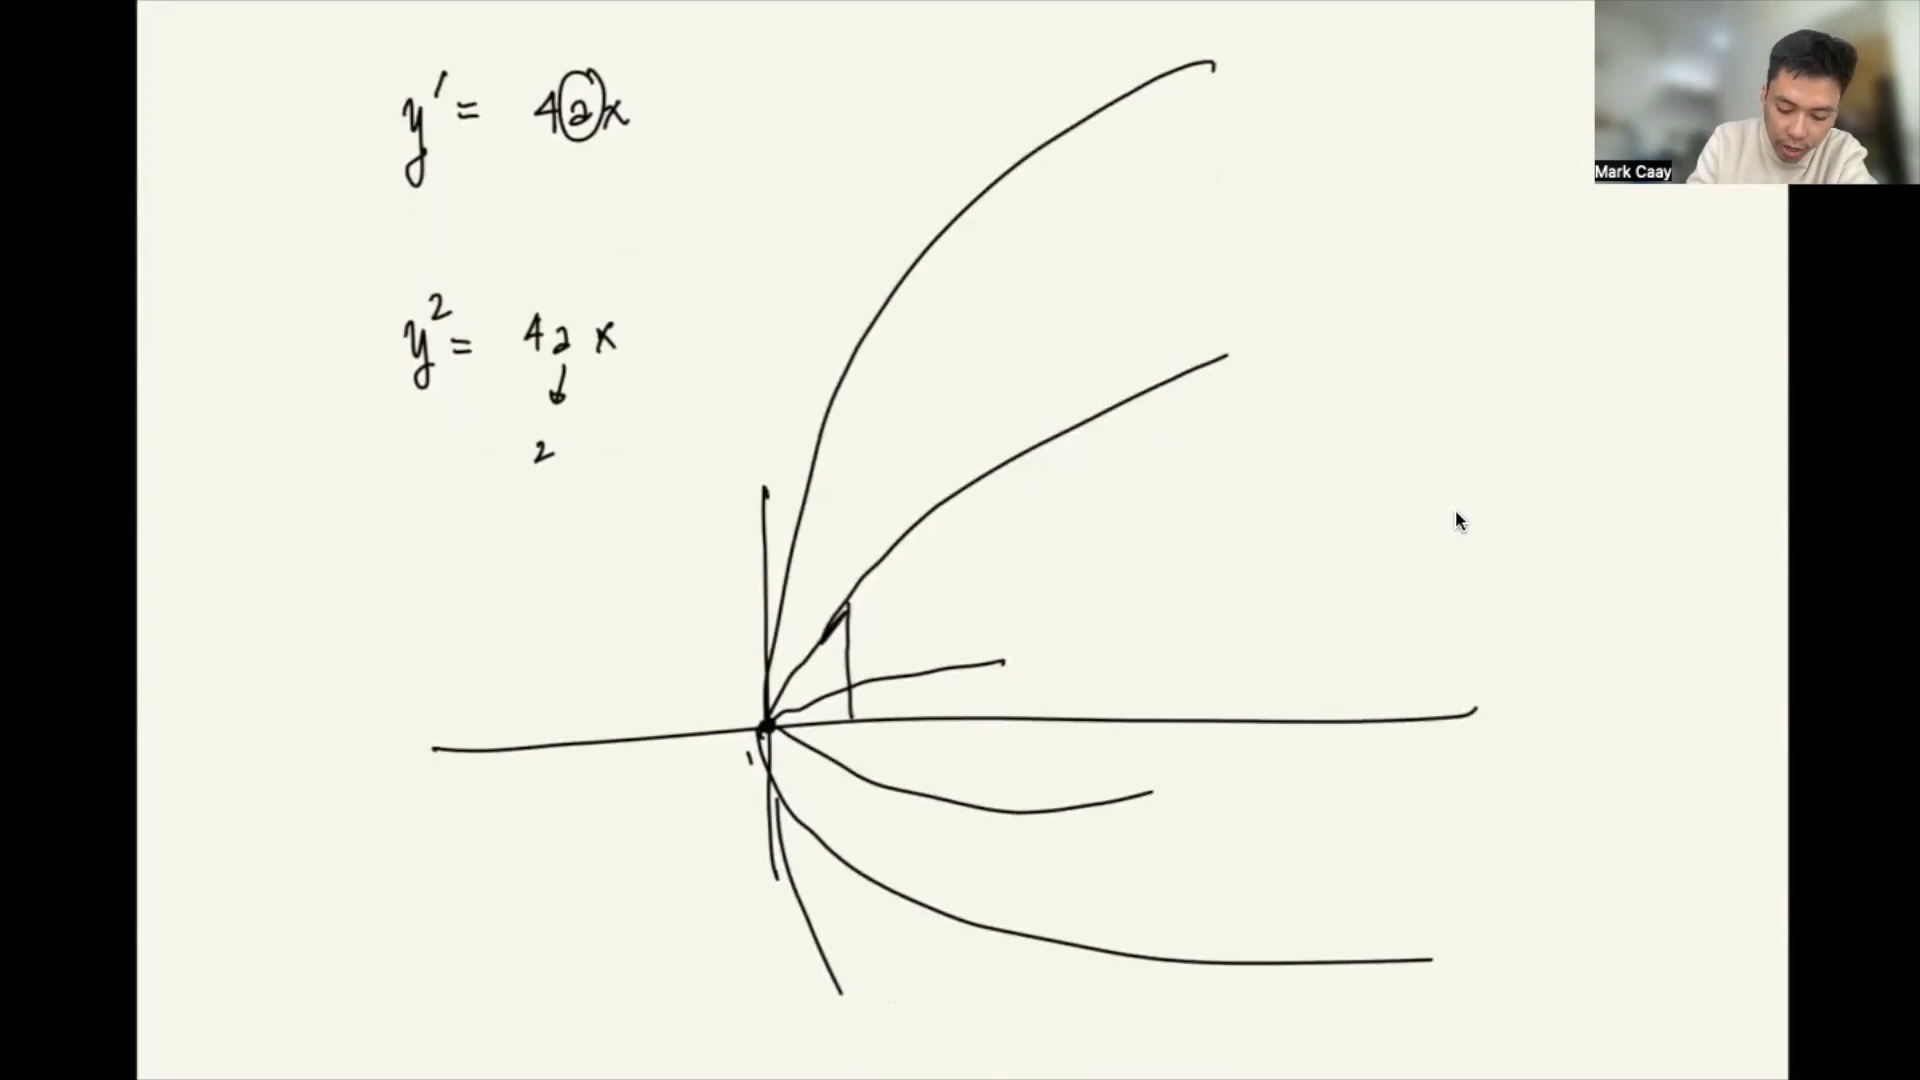 y' = 4ax
Mark Caay
y² = 4a x
2